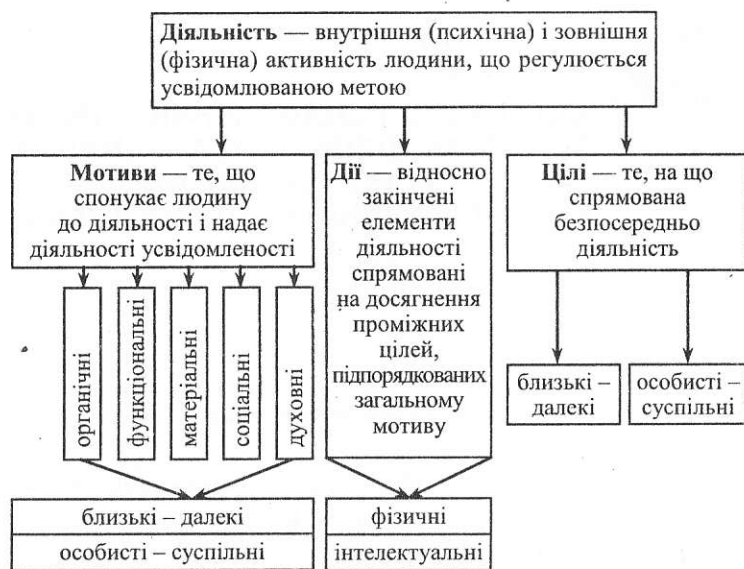 Діяльність — внутрішня (психічна) і зовнішня
(фізична) активність людини, що регулюється
усвідомлюваною метою
Мотиви — те, що
спонукає людину
до діяльності і надає
діяльності усвідомленості
органічні
функціональні
матеріальні
соціальні
духовні
близькі – далекі
особисті – суспільні
Дії — відносно
закінчені
елементи
діяльності
спрямовані
на досягнення
проміжних
цілей,
підпорядкованих
загальному
мотиву
фізичні
інтелектуальні
Цілі — те, на що
спрямована
безпосередньо
діяльність
близькі –
далекі
особисті –
суспільні